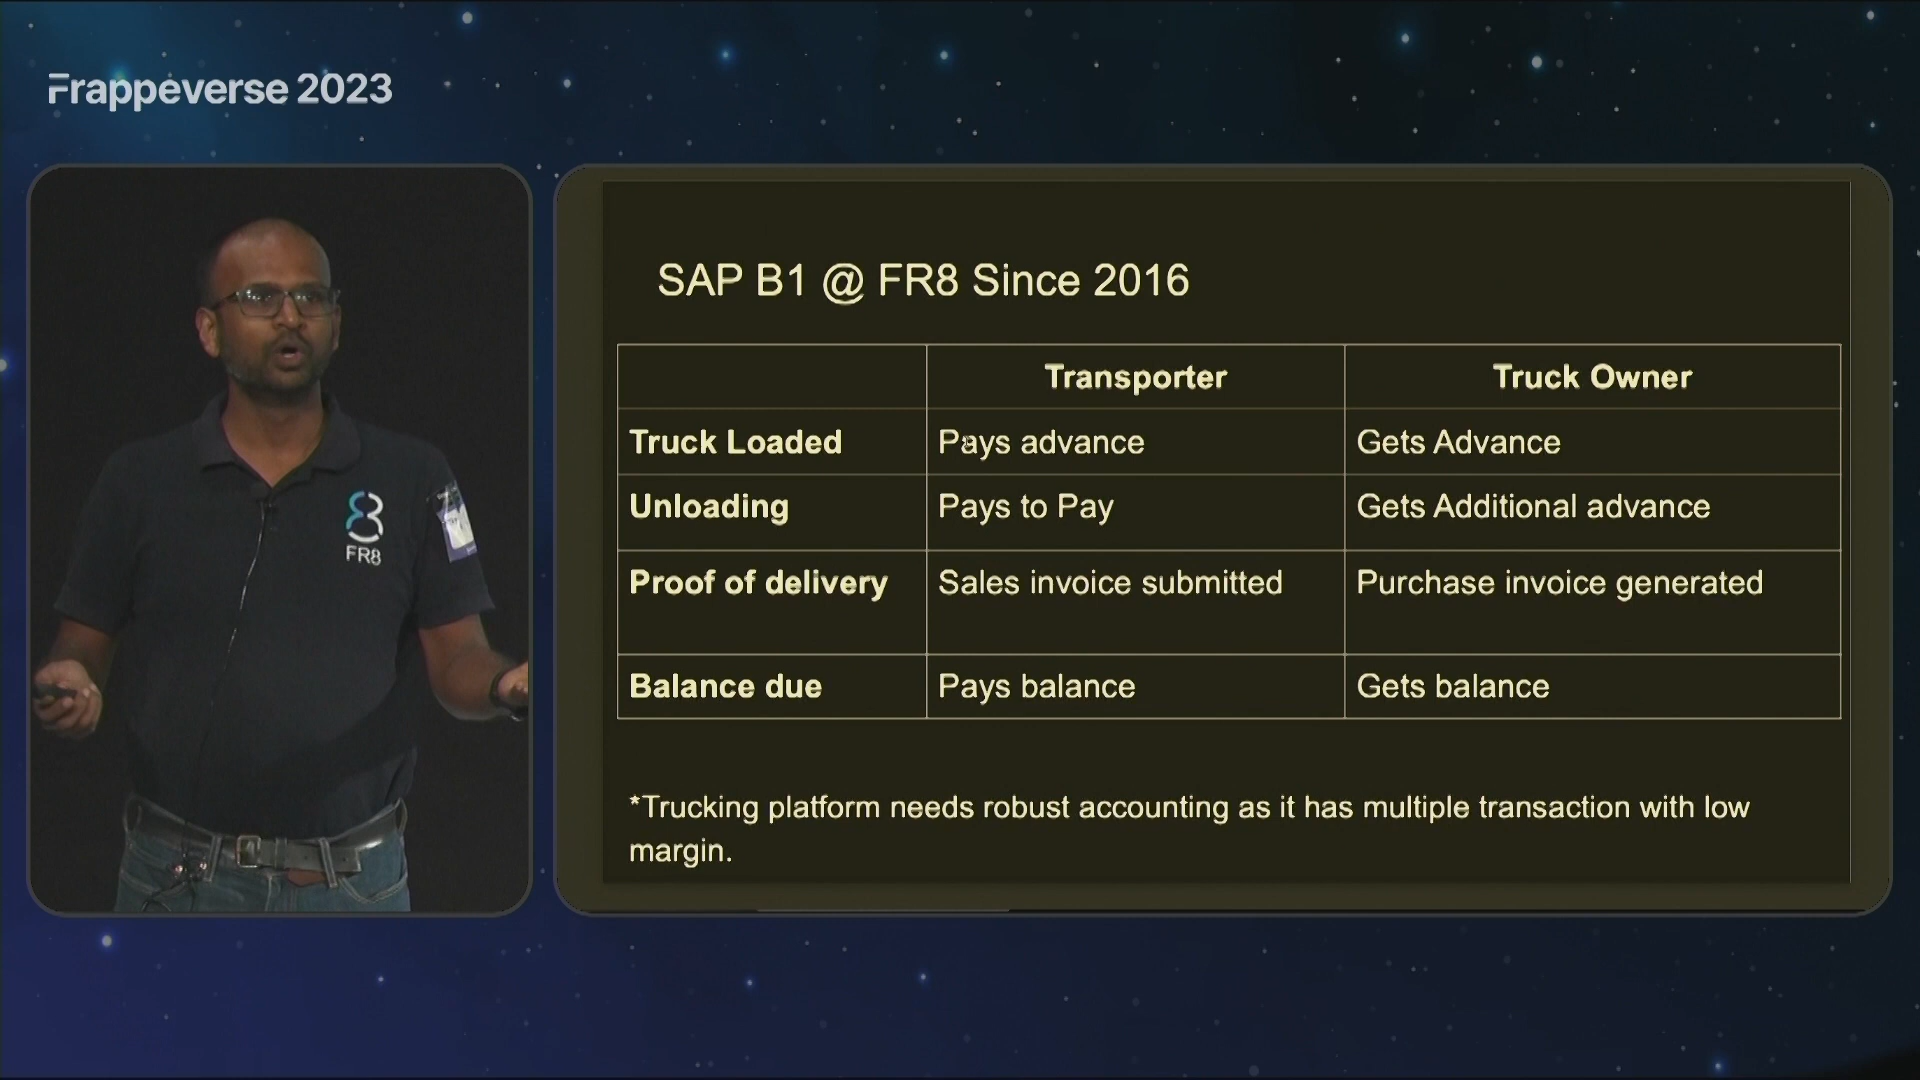 Frappeverse 2023
FR8
SAP B1 @ FR8 Since 2016
Transporter
Truck Owner
Truck Loaded
Pays advance
Gets Advance
Unloading
Pays to Pay
Gets Additional advance
Proof of delivery
Sales invoice submitted
Purchase invoice generated
Balance due
Pays balance
Gets balance
*Trucking platform needs robust accounting as it has multiple transaction with low
margin.